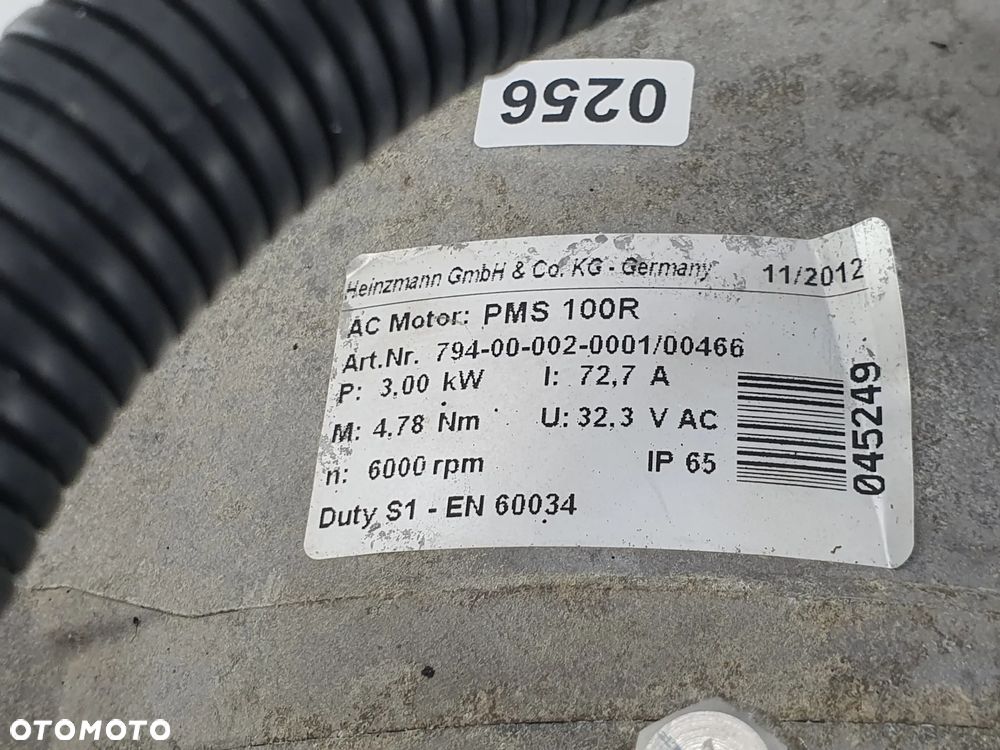 0256
Heinzmann GmbH & Co. KG - Germany 11/2012
AC Motor: PMS 100R
Art.Nr. 794-00-002-0001/00466
P: 3,00 kW I: 72,7 A
M: 4,78 Nm U: 32,3 V AC
n: 6000 rpm IP 65
Duty S1 - EN 60034
045249
OTOMOTO